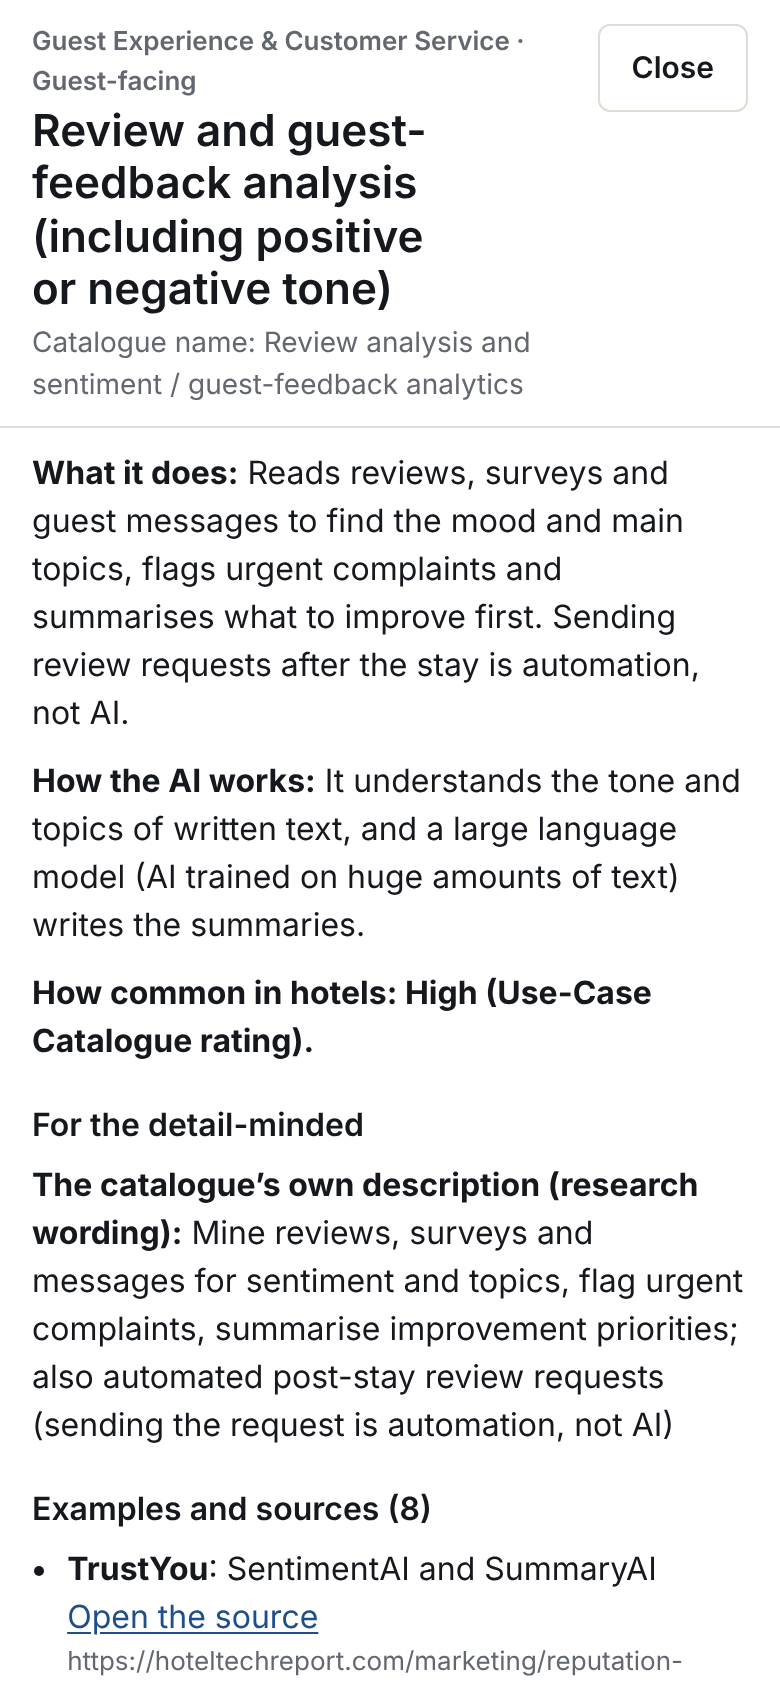 Guest Experience & Customer Service ·
Guest-facing
Close
Review and guest-
feedback analysis
(including positive
or negative tone)
Catalogue name: Review analysis and
sentiment / guest-feedback analytics
What it does: Reads reviews, surveys and
guest messages to find the mood and main
topics, flags urgent complaints and
summarises what to improve first. Sending
review requests after the stay is automation,
not AI.
How the AI works: It understands the tone and
topics of written text, and a large language
model (AI trained on huge amounts of text)
writes the summaries.
How common in hotels: High (Use-Case
Catalogue rating).
For the detail-minded
The catalogue’s own description (research
wording): Mine reviews, surveys and
messages for sentiment and topics, flag urgent
complaints, summarise improvement priorities;
also automated post-stay review requests
(sending the request is automation, not AI)
Examples and sources (8)
• TrustYou: SentimentAI and SummaryAI
Open the source
https://hoteltechreport.com/marketing/reputation-